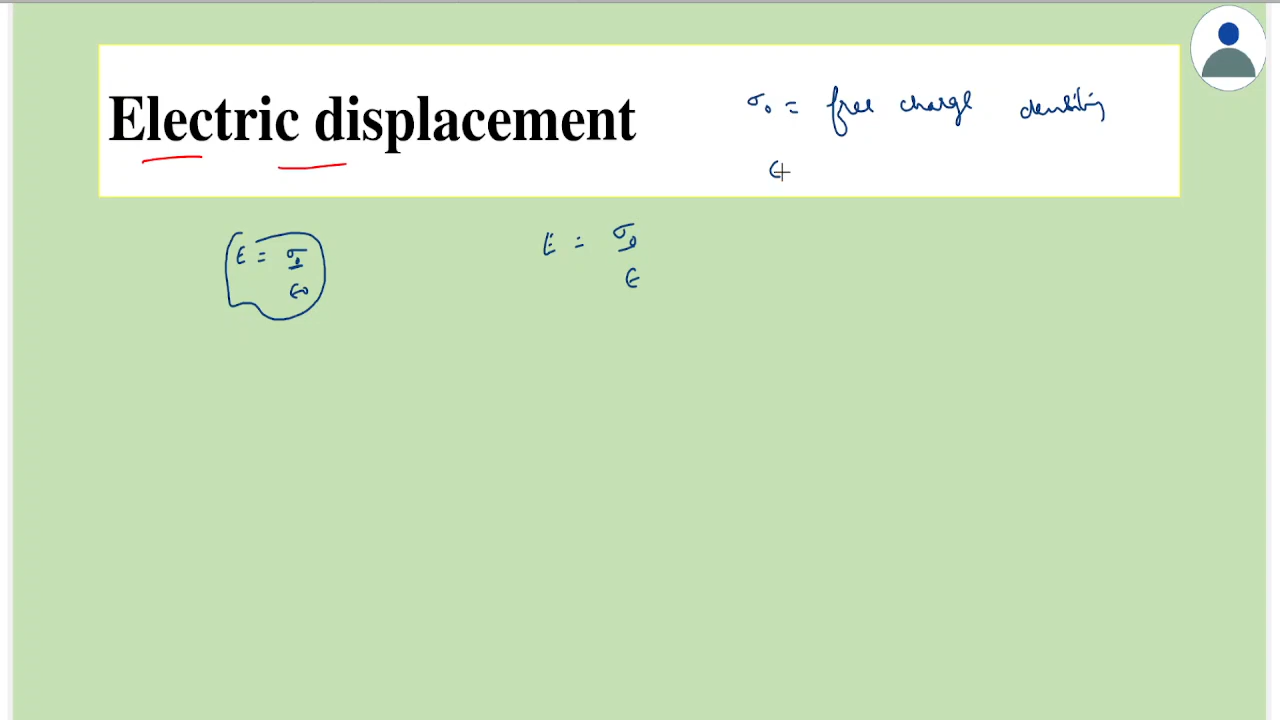 Electric displacement
σ₀ = free charge density
ε
E = σ₀
ε₀
E = σ₀
ε